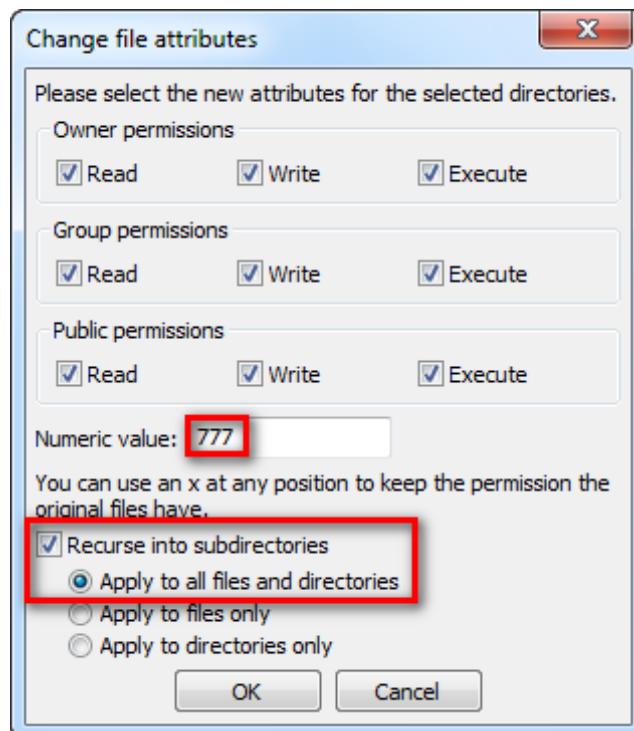 Change file attributes
Please select the new attributes for the selected directories.
Owner permissions
Read Write Execute
Group permissions
Read Write Execute
Public permissions
Read Write Execute
Numeric value: 777
You can use an x at any position to keep the permission the
original files have.
Recurse into subdirectories
Apply to all files and directories
Apply to files only
Apply to directories only
OK Cancel